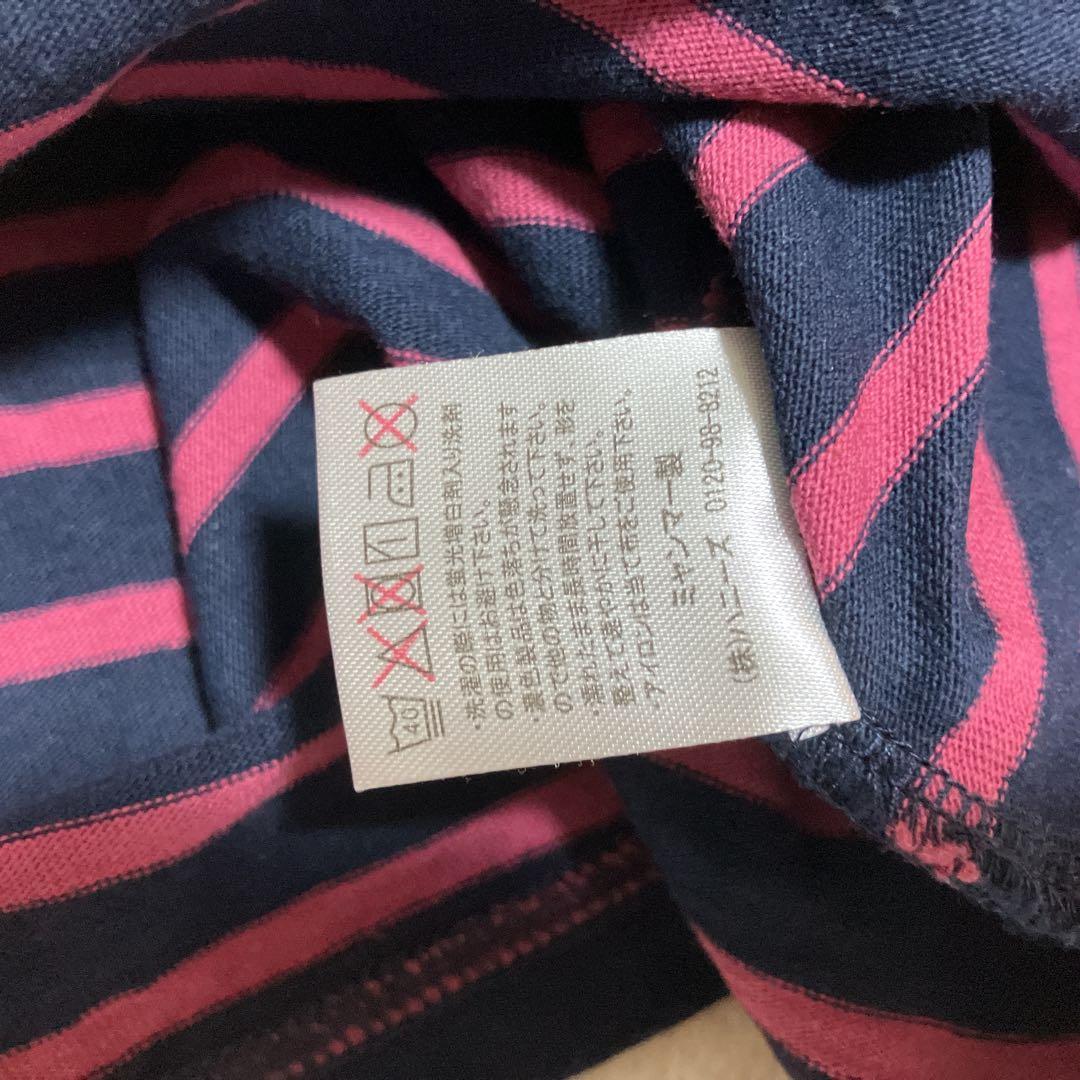 40
・洗濯の際には蛍光増白剤入り洗剤
の使用はお避け下さい。
・濃色製品は色落ちが懸念されます
ので他の物と分けて洗って下さい。
・濡れたまま長時間放置せず、形を
整えて速やかに干して下さい。
・アイロンは当て布をご使用下さい。
ミャンマー製
(株)ハニーズ 0120-98-8212